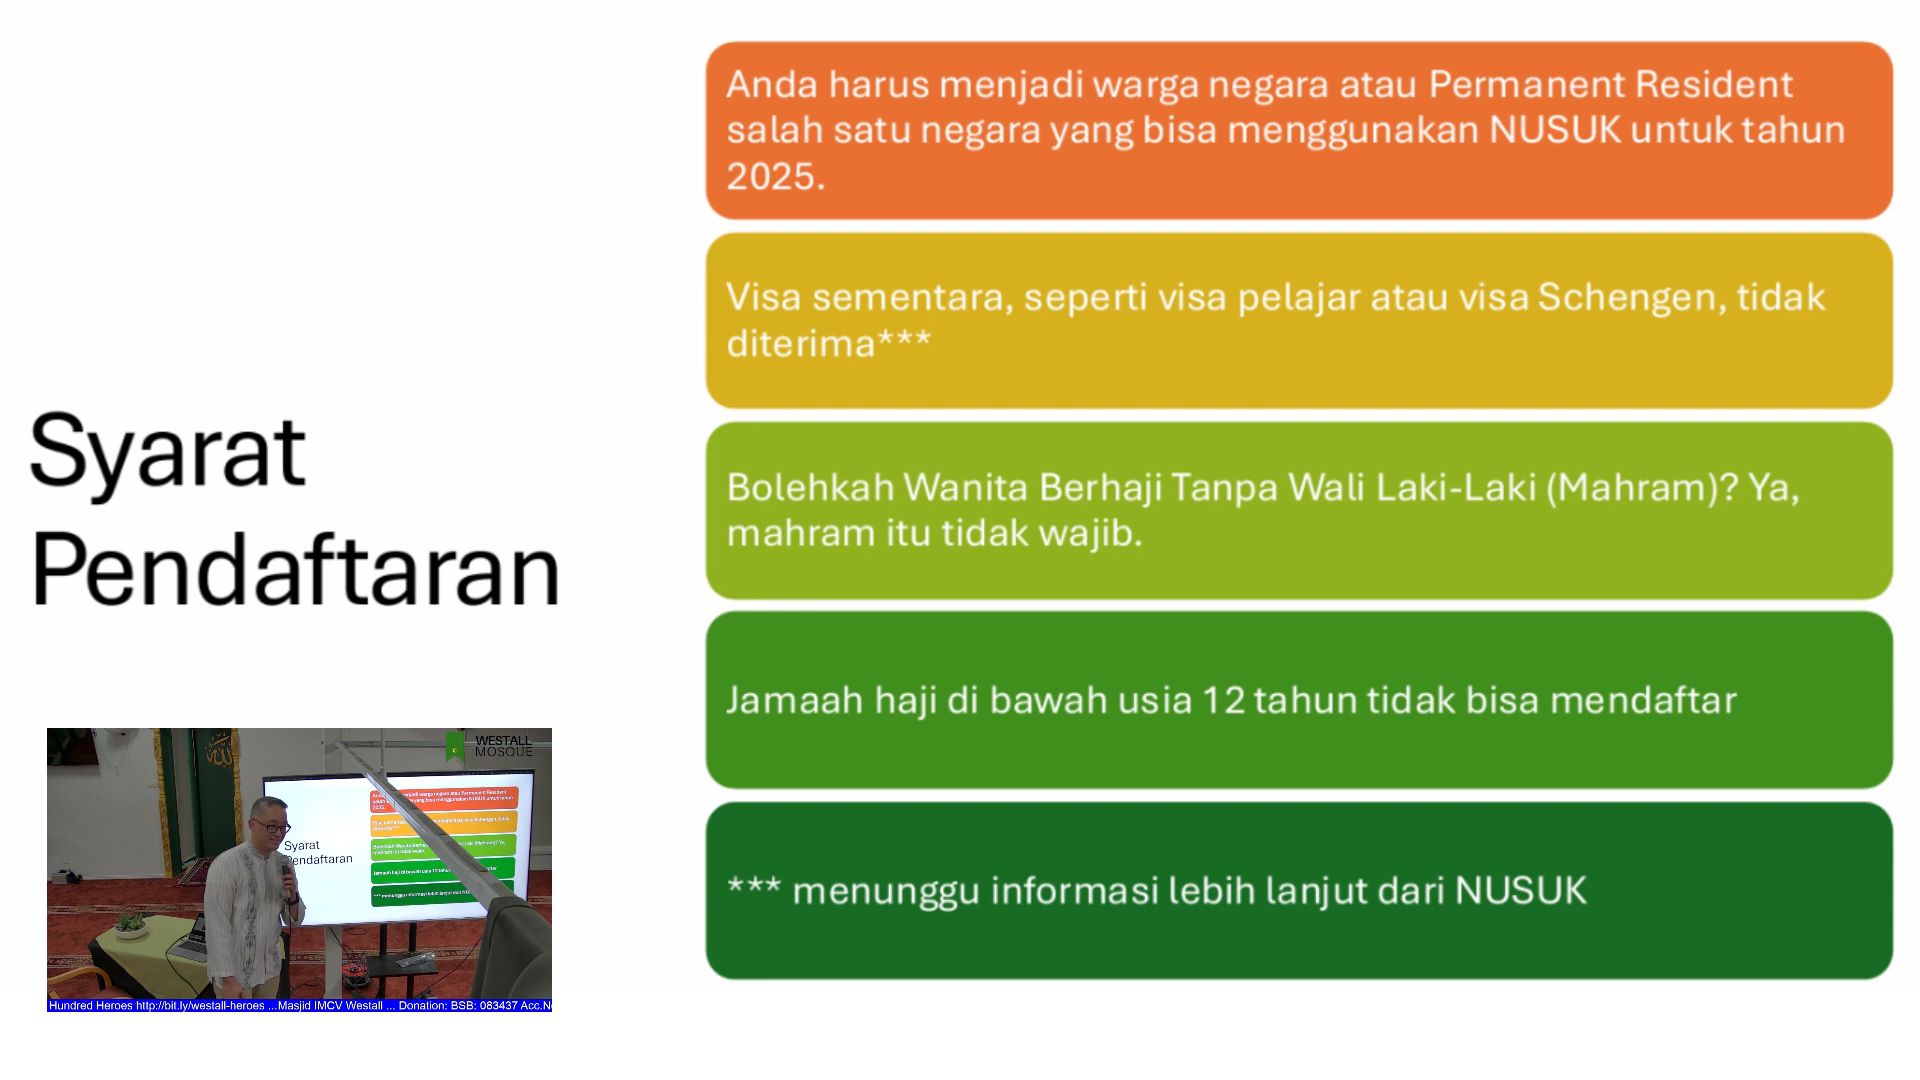 Syarat
Pendaftaran
Anda harus menjadi warga negara atau Permanent Resident
salah satu negara yang bisa menggunakan NUSUK untuk tahun
2025.
Visa sementara, seperti visa pelajar atau visa Schengen, tidak
diterima***
Bolehkah Wanita Berhaji Tanpa Wali Laki-Laki (Mahram)? Ya,
mahram itu tidak wajib.
Jamaah haji di bawah usia 12 tahun tidak bisa mendaftar
*** menunggu informasi lebih lanjut dari NUSUK
WESTALL
MOSQUE
Syarat
Pendaftaran
Hundred Heroes http://bit.ly/westall-heroes ...Masjid IMCV Westall ... Donation: BSB: 083437 Acc.N